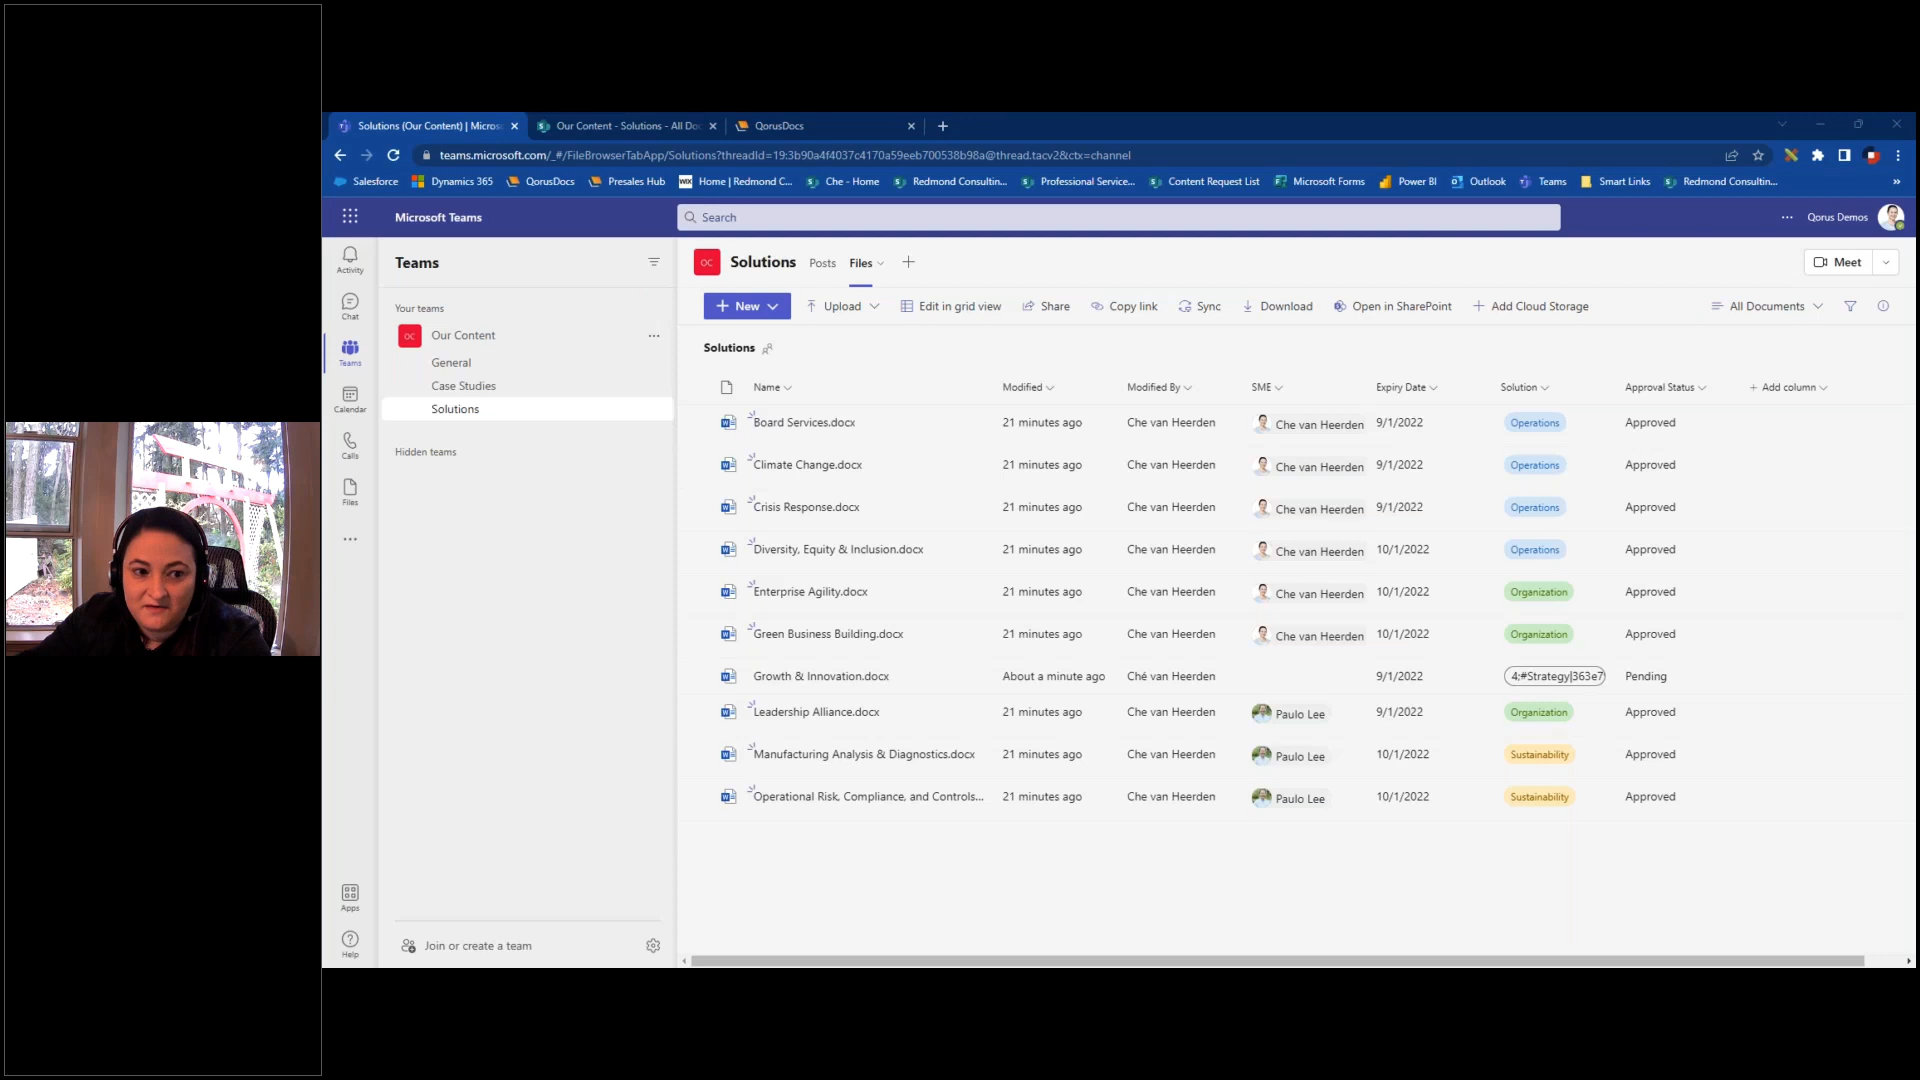 Solutions (Our Content) | Micros
Our Content - Solutions - All Doc
QorusDocs
teams.microsoft.com/_#/FileBrowserTabApp/Solutions?threadId=19:3b90a4f4037c4170a59eeb700538b98a@thread.tacv2&ctx=channel
Salesforce
Dynamics 365
QorusDocs
Presales Hub
Home | Redmond C...
Che - Home
Redmond Consultin...
Professional Service...
Content Request List
Microsoft Forms
Power BI
Outlook
Teams
Smart Links
Redmond Consultin...
Microsoft Teams
Search
Qorus Demos
Activity
Chat
Teams
Calendar
Calls
Files
Apps
Help
Teams
Your teams
OC Our Content
General
Case Studies
Solutions
Hidden teams
Join or create a team
OC Solutions Posts Files
Meet
New Upload Edit in grid view Share Copy link Sync Download Open in SharePoint Add Cloud Storage All Documents
Solutions
Name Modified Modified By SME Expiry Date Solution Approval Status Add column
Board Services.docx 21 minutes ago Che van Heerden Che van Heerden 9/1/2022 Operations Approved
Climate Change.docx 21 minutes ago Che van Heerden Che van Heerden 9/1/2022 Operations Approved
Crisis Response.docx 21 minutes ago Che van Heerden Che van Heerden 9/1/2022 Operations Approved
Diversity, Equity & Inclusion.docx 21 minutes ago Che van Heerden Che van Heerden 10/1/2022 Operations Approved
Enterprise Agility.docx 21 minutes ago Che van Heerden Che van Heerden 10/1/2022 Organization Approved
Green Business Building.docx 21 minutes ago Che van Heerden Che van Heerden 10/1/2022 Organization Approved
Growth & Innovation.docx About a minute ago Ché van Heerden 9/1/2022 4;#Strategy|363e7 Pending
Leadership Alliance.docx 21 minutes ago Che van Heerden Paulo Lee 9/1/2022 Organization Approved
Manufacturing Analysis & Diagnostics.docx 21 minutes ago Che van Heerden Paulo Lee 10/1/2022 Sustainability Approved
Operational Risk, Compliance, and Controls... 21 minutes ago Che van Heerden Paulo Lee 10/1/2022 Sustainability Approved